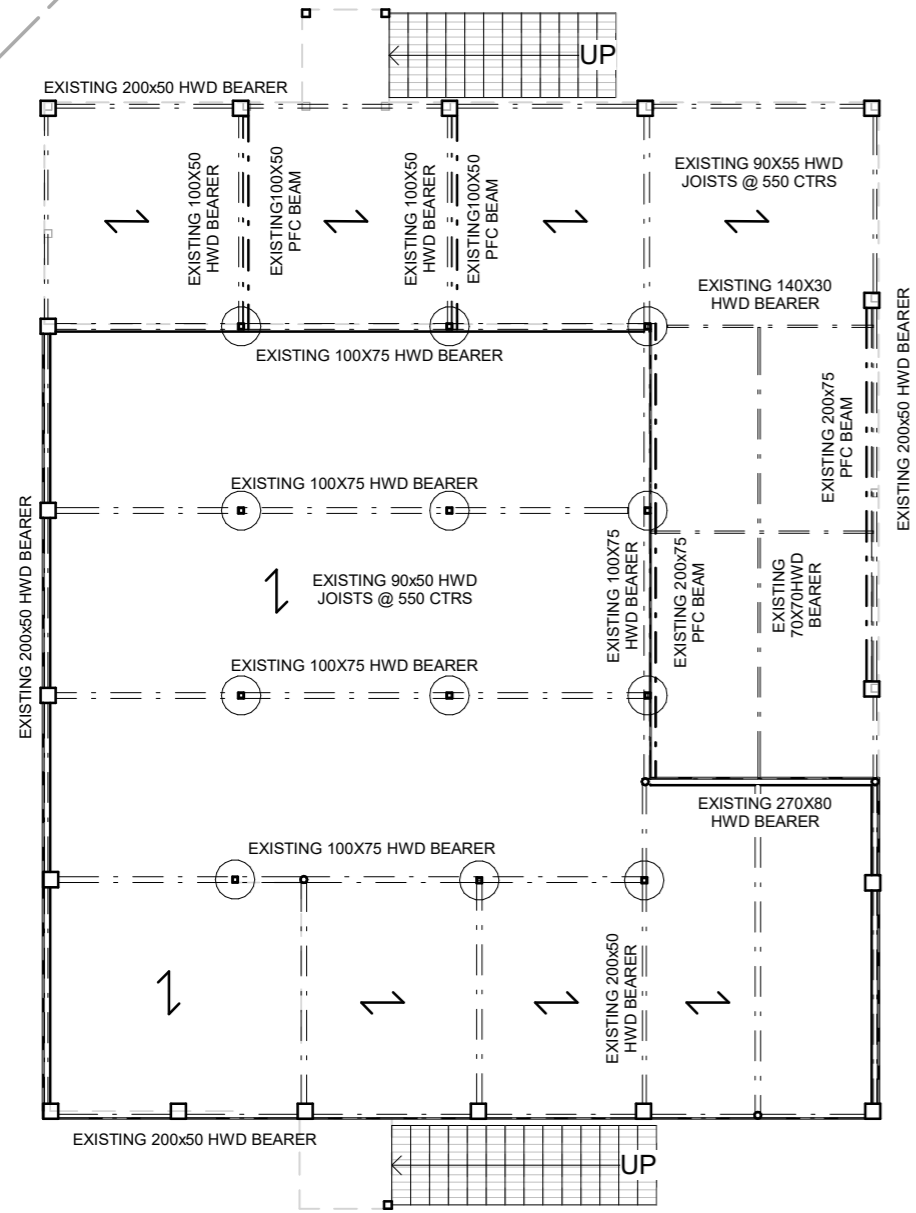 UP
EXISTING 200x50 HWD BEARER
EXISTING 100X50
HWD BEARER
EXISTING100X50
PFC BEAM
EXISTING 100X50
HWD BEARER
EXISTING100X50
PFC BEAM
EXISTING 90X55 HWD
JOISTS @ 550 CTRS
EXISTING 140X30
HWD BEARER
EXISTING 100X75 HWD BEARER
EXISTING 200x75
PFC BEAM
EXISTING 200x50 HWD BEARER
EXISTING 100X75 HWD BEARER
EXISTING 200x50 HWD BEARER
EXISTING 90x50 HWD
JOISTS @ 550 CTRS
EXISTING 100X75
HWD BEARER
EXISTING 200x75
PFC BEAM
EXISTING
70X70HWD
BEARER
EXISTING 100X75 HWD BEARER
EXISTING 270X80
HWD BEARER
EXISTING 100X75 HWD BEARER
EXISTING 200x50
HWD BEARER
EXISTING 200x50 HWD BEARER
UP